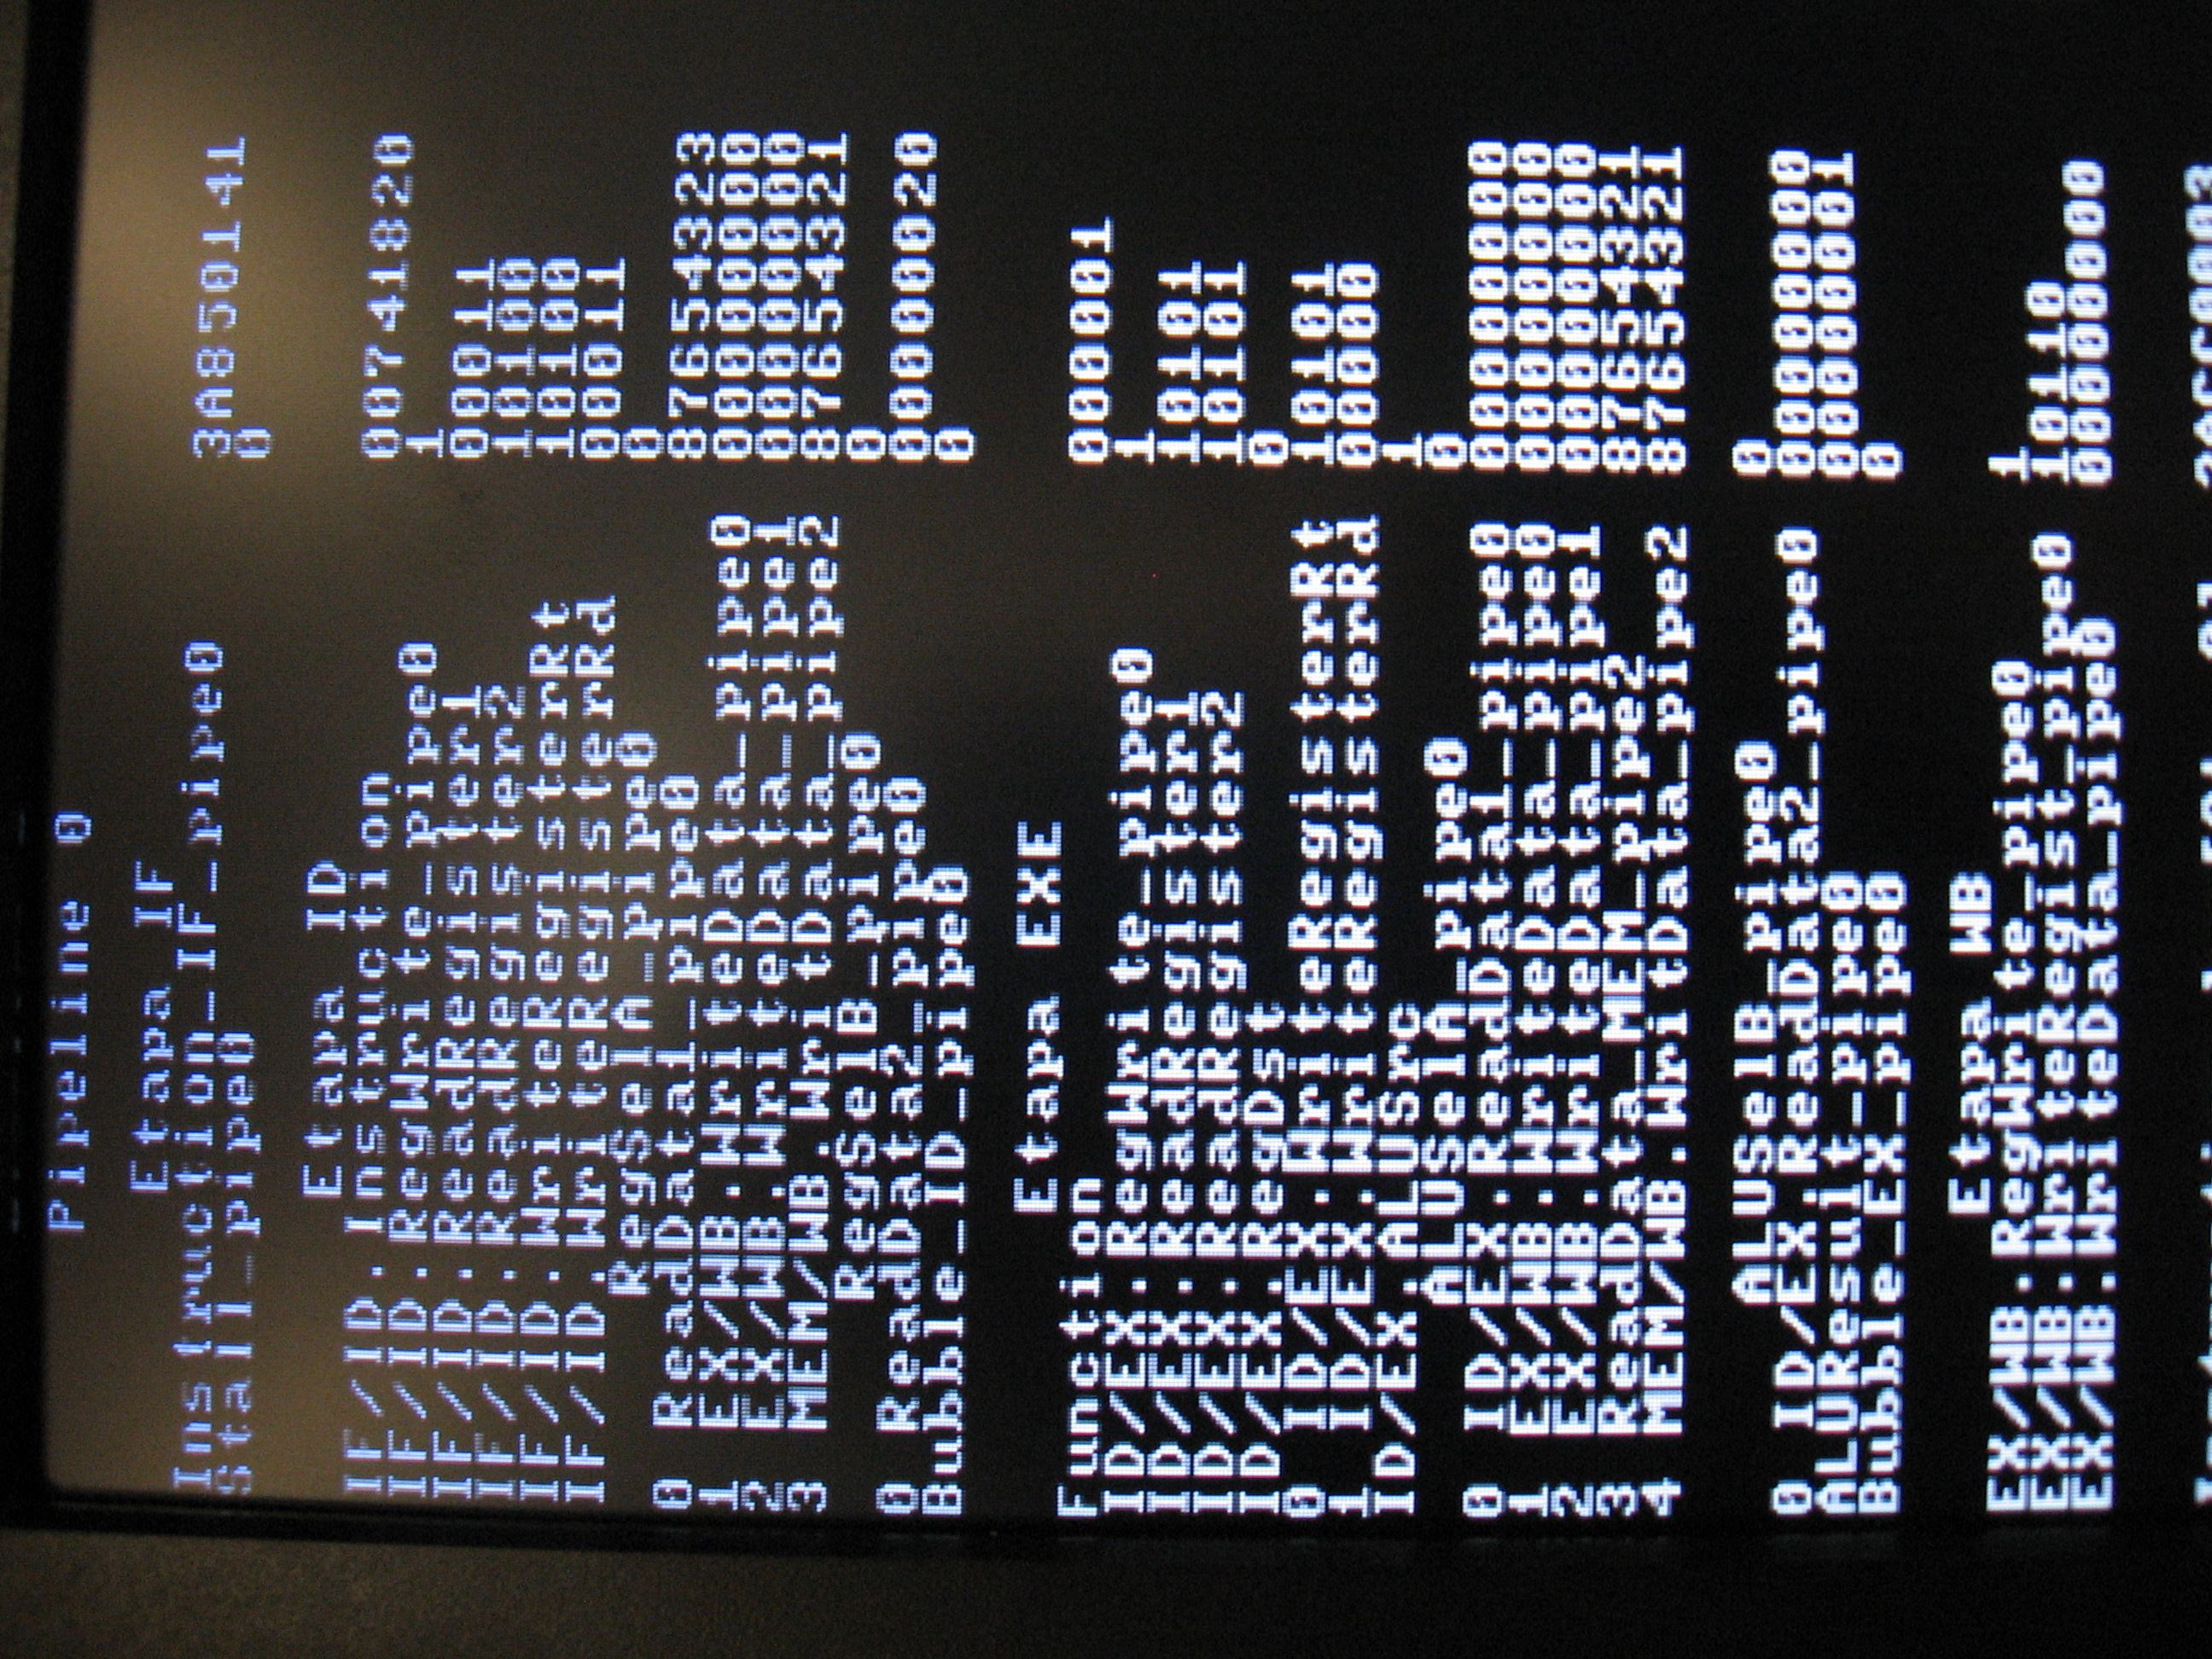 Pipeline 0
Etapa IF
Instruction_IF_pipe0 3A850141
Stall_pipe0 0
Etapa ID
IF/ID.Instruction 00741820
IF/ID.RegWrite_pipe0 1
IF/ID.ReadRegister1 00011
IF/ID.ReadRegister2 10100
IF/ID.WriteRegisterRt 10100
IF/ID.WriteRegisterRd 00011
RegSelA_pipe0 0
0 ReadData1_pipe0 87654323
1 EX/WB.WriteData_pipe0 00000000
2 EX/WB.WriteData_pipe1 00000000
3 MEM/WB.WritData_pipe2 87654321
RegSelB_pipe0 0
0 ReadData2_pipe0 00000020
Bubble_ID_pipe0 0
Etapa EXE
Function 000001
ID/EX.RegWrite_pipe0 1
ID/EX.ReadRegister1 10101
ID/EX.ReadRegister2 10101
ID/EX.RegDst 0
0 ID/EX.WriteRegisterRt 10101
1 ID/EX.WriteRegisterRd 00000
ID/EX.ALUSrc 1
ALUSelA_pipe0 0
0 ID/EX.ReadData1_pipe0 00000000
1 EX/WB.WriteData_pipe0 00000000
2 EX/WB.WriteData_pipe1 00000000
3 ReadData_MEM_pipe2 87654321
4 MEM/WB.WritData_pipe2 87654321
ALUSelB_pipe0 0
0 ID/EX.ReadData2_pipe0 00000000
ALUResult_pipe0 00000001
Bubble_EX_pipe0 0
Etapa WB
EX/WB.RegWrite_pipe0 1
EX/WB.WriteRegist_pipe0 10110
EX/WB.WriteData_pipe0 00000000